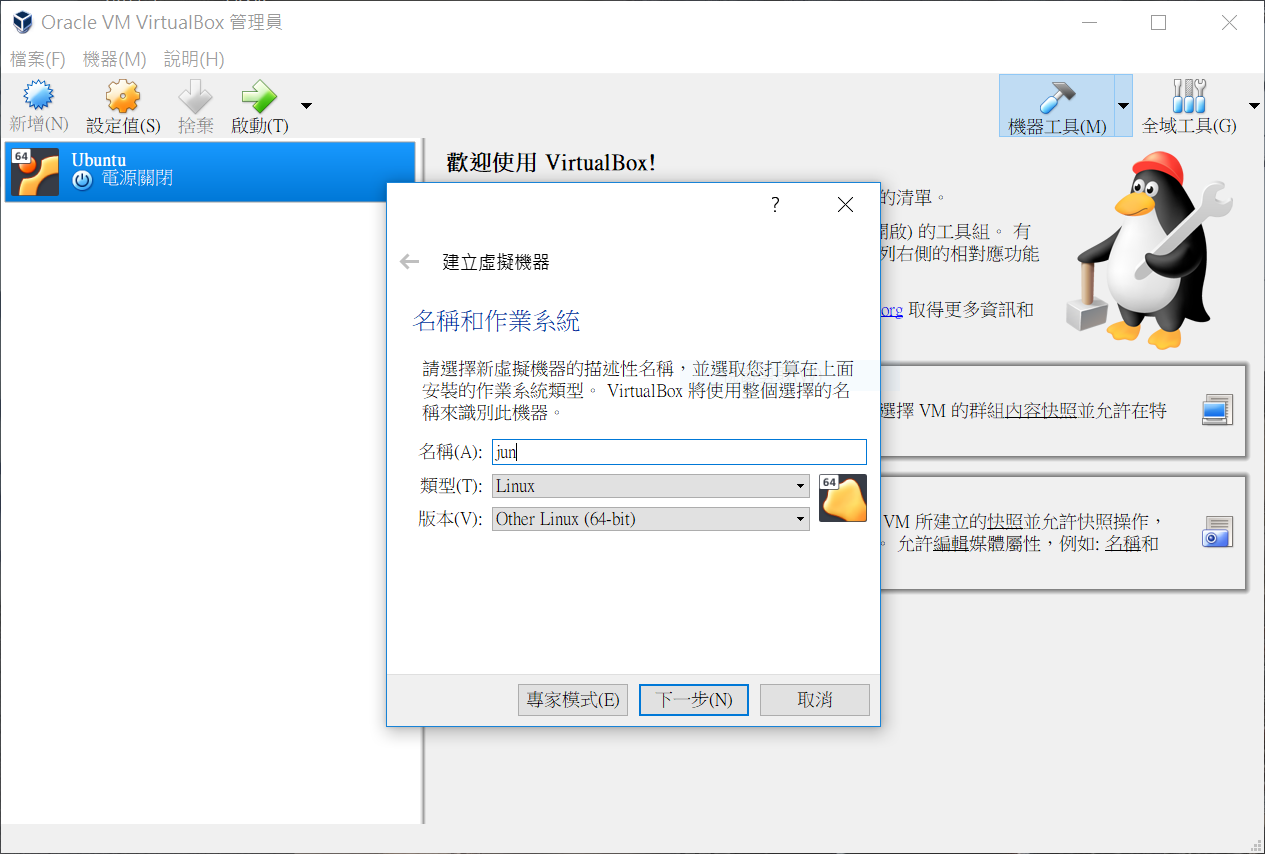 Oracle VM VirtualBox 管理員
檔案(F) 機器(M) 說明(H)
新增(N) 設定值(S) 捨棄 啟動(T) 機器工具(M) 全域工具(G)
64
Ubuntu
電源關閉
歡迎使用 VirtualBox!
的清單。
開啟) 的工具組。 有
列右側的相對應功能
org 取得更多資訊和
選擇 VM 的群組內容快照並允許在特
VM 所建立的快照並允許快照操作，
。 允許編輯媒體屬性，例如: 名稱和
?
建立虛擬機器
名稱和作業系統
請選擇新虛擬機器的描述性名稱，並選取您打算在上面
安裝的作業系統類型。 VirtualBox 將使用整個選擇的名
稱來識別此機器。
名稱(A): jun
類型(T): Linux
64
版本(V): Other Linux (64-bit)
專家模式(E) 下一步(N) 取消